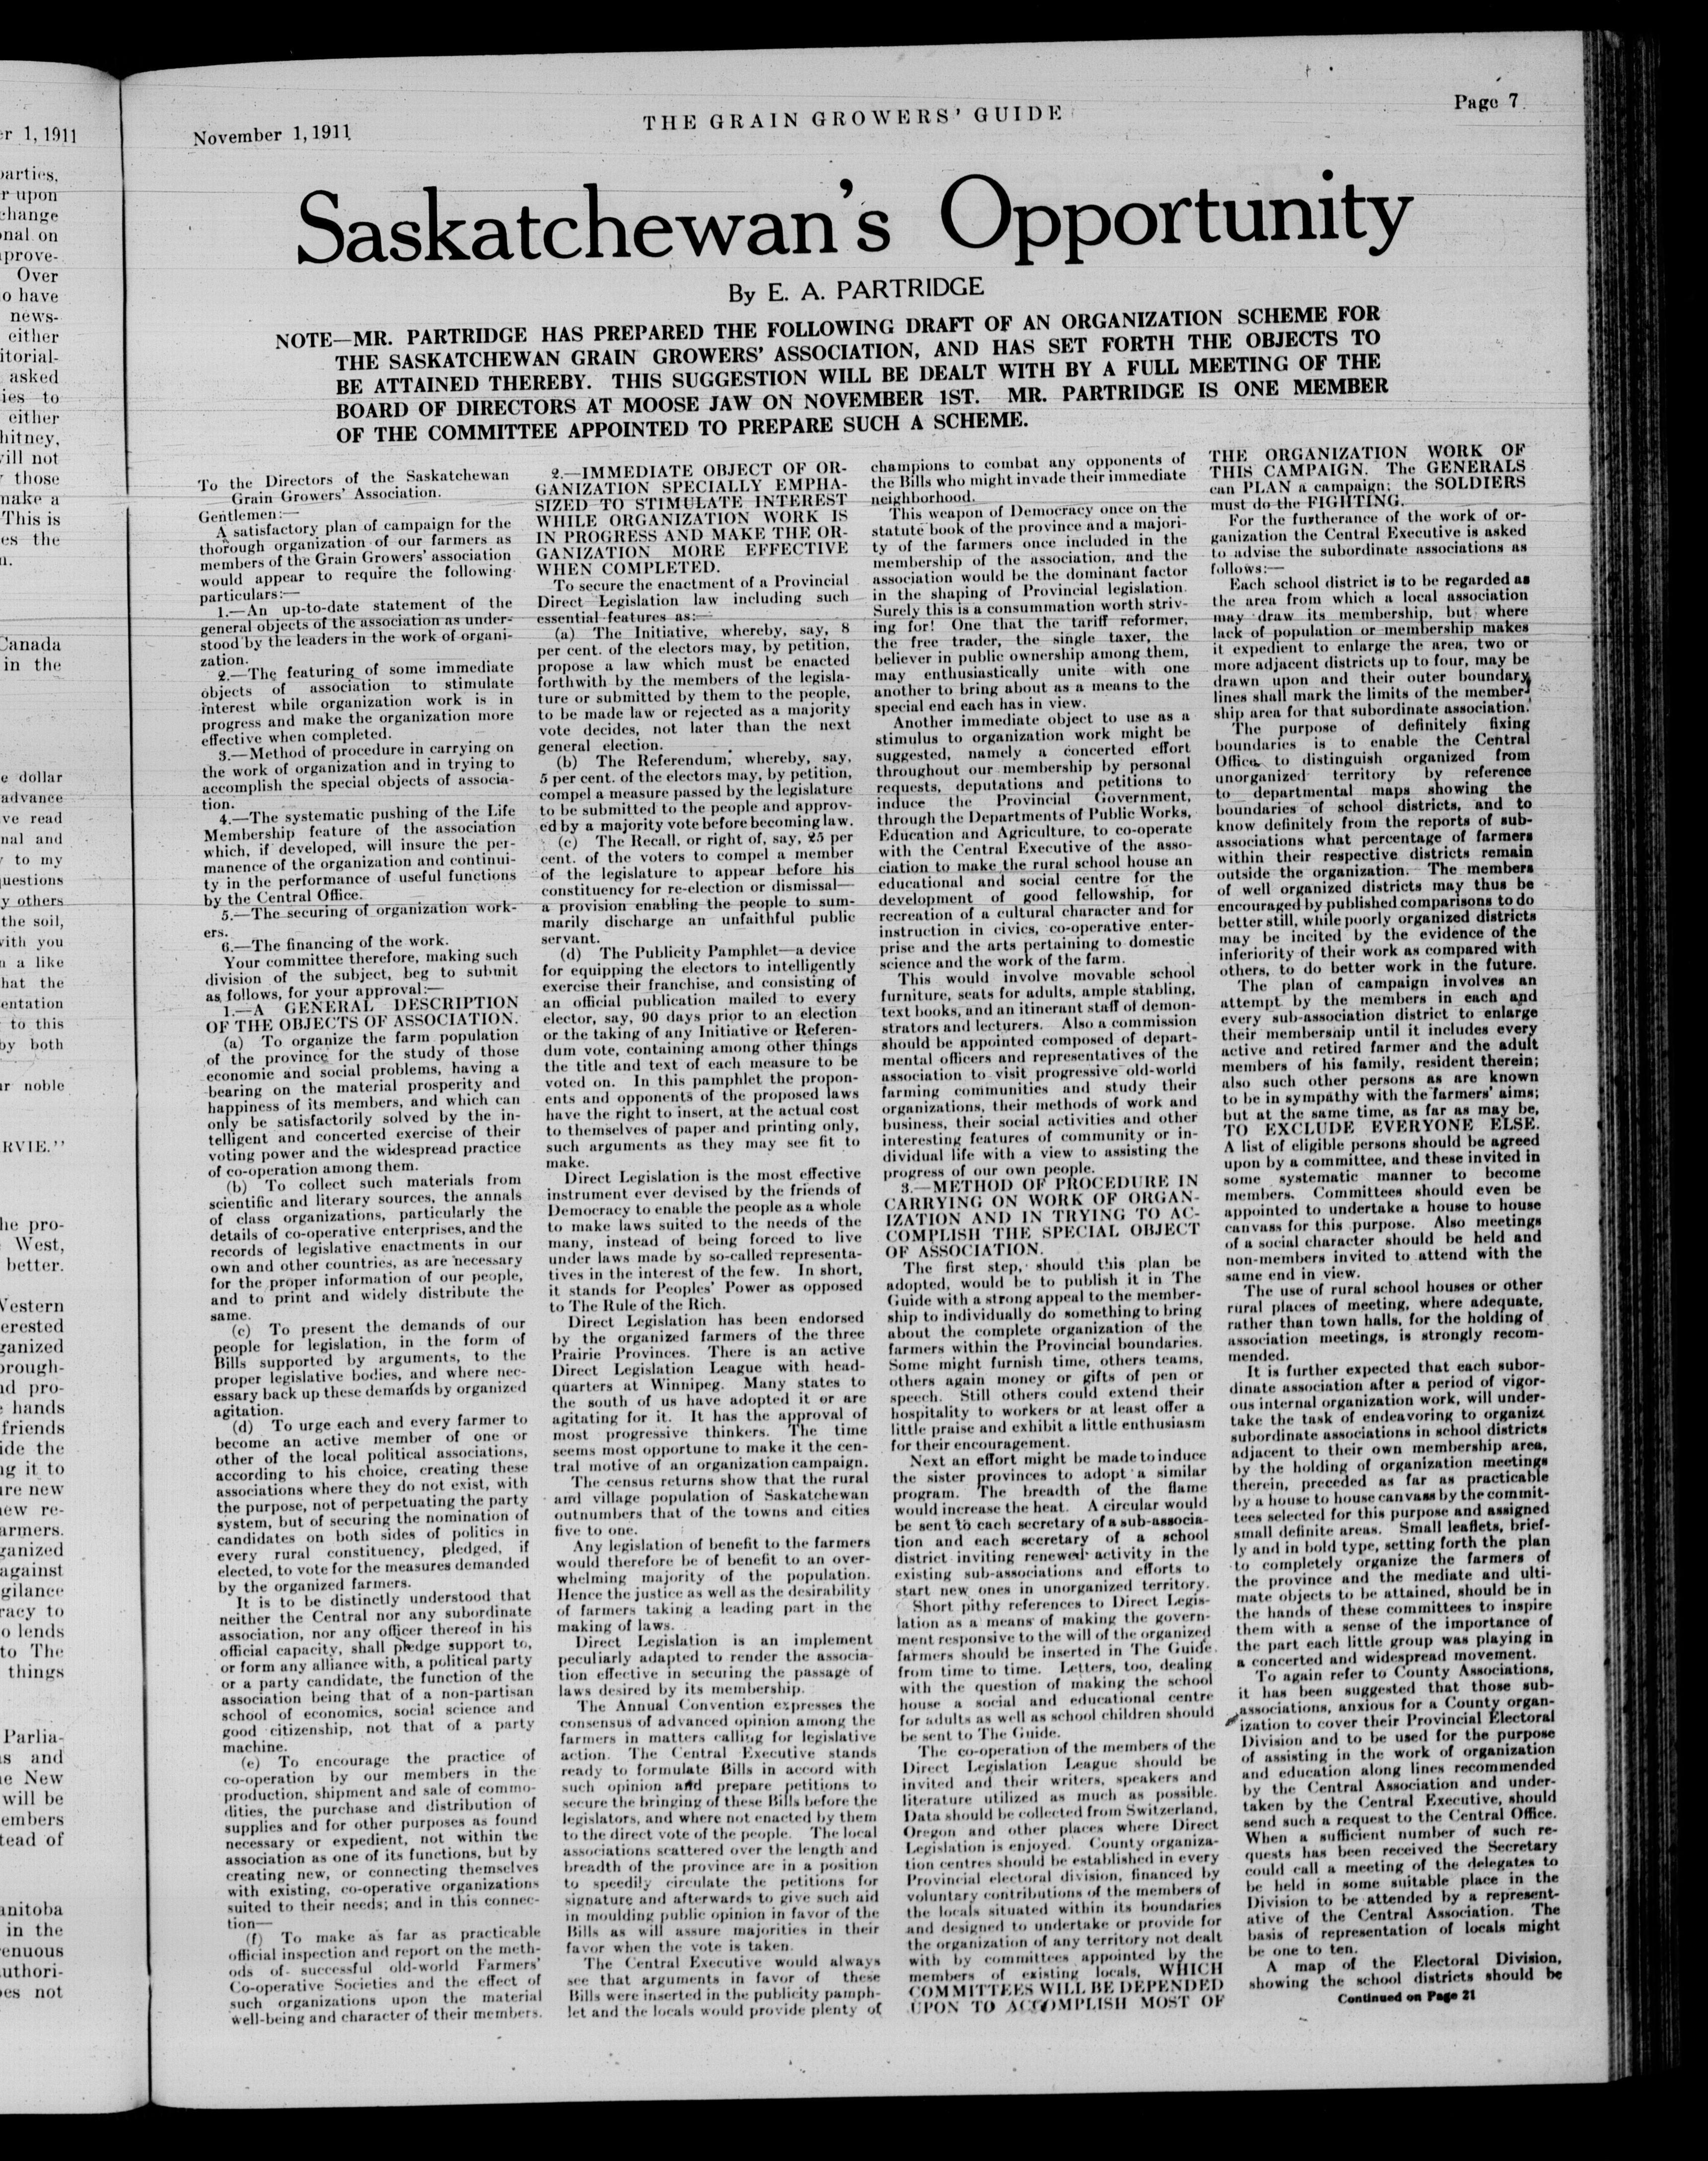 r 1, 1911
parties,
r upon
change
onal on
prove-
Over
o have
news-
either
itorial-
asked
ies to
either
hitney,
ill not
those
make a
This is
es the
Canada
in the
e dollar
advance
ve read
nal and
to my
questions
y others
the soil,
with you
n a like
hat the
entation
to this
by both
ur noble
RVIE."
he pro-
West,
better.
Western
erested
ganized
orough-
nd pro-
hands
friends
ide the
ng it to
ure new
new re-
armers.
ganized
against
gilance
racy to
o lends
to The
things
Parlia-
s and
e New
will be
embers
tead of
anitoba
in the
enuous
uthori-
es not
November 1, 1911
THE GRAIN GROWERS' GUIDE
Page 7
Saskatchewan's Opportunity
By E. A. PARTRIDGE
NOTE—MR. PARTRIDGE HAS PREPARED THE FOLLOWING DRAFT OF AN ORGANIZATION SCHEME FOR
THE SASKATCHEWAN GRAIN GROWERS' ASSOCIATION, AND HAS SET FORTH THE OBJECTS TO
BE ATTAINED THEREBY. THIS SUGGESTION WILL BE DEALT WITH BY A FULL MEETING OF THE
BOARD OF DIRECTORS AT MOOSE JAW ON NOVEMBER 1ST. MR. PARTRIDGE IS ONE MEMBER
OF THE COMMITTEE APPOINTED TO PREPARE SUCH A SCHEME.
To the Directors of the Saskatchewan
Grain Growers' Association.
Gentlemen:—
A satisfactory plan of campaign for the
thorough organization of our farmers as
members of the Grain Growers' association
would appear to require the following
particulars:—
1.—An up-to-date statement of the
general objects of the association as under-
stood by the leaders in the work of organi-
zation.
2.—The featuring of some immediate
objects of association to stimulate
interest while organization work is in
progress and make the organization more
effective when completed.
3.—Method of procedure in carrying on
the work of organization and in trying to
accomplish the special objects of associa-
tion.
4.—The systematic pushing of the Life
Membership feature of the association
which, if developed, will insure the per-
manence of the organization and continui-
ty in the performance of useful functions
by the Central Office.
5.—The securing of organization work-
ers.
6.—The financing of the work.
Your committee therefore, making such
division of the subject, beg to submit
as follows, for your approval:—
1.—A GENERAL DESCRIPTION
OF THE OBJECTS OF ASSOCIATION.
(a) To organize the farm population
of the province for the study of those
economic and social problems, having a
bearing on the material prosperity and
happiness of its members, and which can
only be satisfactorily solved by the in-
telligent and concerted exercise of their
voting power and the widespread practice
of co-operation among them.
(b) To collect such materials from
scientific and literary sources, the annals
of class organizations, particularly the
details of co-operative enterprises, and the
records of legislative enactments in our
own and other countries, as are necessary
for the proper information of our people,
and to print and widely distribute the
same.
(c) To present the demands of our
people for legislation, in the form of
Bills supported by arguments, to the
proper legislative bodies, and where nec-
essary back up these demands by organized
agitation.
(d) To urge each and every farmer to
become an active member of one or
other of the local political associations,
according to his choice, creating these
associations where they do not exist, with
the purpose, not of perpetuating the party
system, but of securing the nomination of
candidates on both sides of politics in
every rural constituency, pledged, if
elected, to vote for the measures demanded
by the organized farmers.
It is to be distinctly understood that
neither the Central nor any subordinate
association, nor any officer thereof in his
official capacity, shall pledge support to,
or form any alliance with, a political party
or a party candidate, the function of the
association being that of a non-partisan
school of economics, social science and
good citizenship, not that of a party
machine.
(e) To encourage the practice of
co-operation by our members in the
production, shipment and sale of commo-
dities, the purchase and distribution of
supplies and for other purposes as found
necessary or expedient, not within the
association as one of its functions, but by
creating new, or connecting themselves
with existing, co-operative organizations
suited to their needs; and in this connec-
tion—
(f) To make as far as practicable
official inspection and report on the meth-
ods of successful old-world Farmers'
Co-operative Societies and the effect of
such organizations upon the material
well-being and character of their members.
2.—IMMEDIATE OBJECT OF OR-
GANIZATION SPECIALLY EMPHA-
SIZED TO STIMULATE INTEREST
WHILE ORGANIZATION WORK IS
IN PROGRESS AND MAKE THE OR-
GANIZATION MORE EFFECTIVE
WHEN COMPLETED.
To secure the enactment of a Provincial
Direct Legislation law including such
essential features as:—
(a) The Initiative, whereby, say, 8
per cent. of the electors may, by petition,
propose a law which must be enacted
forthwith by the members of the legisla-
ture or submitted by them to the people,
to be made law or rejected as a majority
vote decides, not later than the next
general election.
(b) The Referendum, whereby, say,
5 per cent. of the electors may, by petition,
compel a measure passed by the legislature
to be submitted to the people and approv-
ed by a majority vote before becoming law.
(c) The Recall, or right of, say, 25 per
cent. of the voters to compel a member
of the legislature to appear before his
constituency for re-election or dismissal—
a provision enabling the people to sum-
marily discharge an unfaithful public
servant.
(d) The Publicity Pamphlet—a device
for equipping the electors to intelligently
exercise their franchise, and consisting of
an official publication mailed to every
elector, say, 90 days prior to an election
or the taking of any Initiative or Referen-
dum vote, containing among other things
the title and text of each measure to be
voted on. In this pamphlet the propon-
ents and opponents of the proposed laws
have the right to insert, at the actual cost
to themselves of paper and printing only,
such arguments as they may see fit to
make.
Direct Legislation is the most effective
instrument ever devised by the friends of
Democracy to enable the people as a whole
to make laws suited to the needs of the
many, instead of being forced to live
under laws made by so-called representa-
tives in the interest of the few. In short,
it stands for Peoples' Power as opposed
to The Rule of the Rich.
Direct Legislation has been endorsed
by the organized farmers of the three
Prairie Provinces. There is an active
Direct Legislation League with head-
quarters at Winnipeg. Many states to
the south of us have adopted it or are
agitating for it. It has the approval of
most progressive thinkers. The time
seems most opportune to make it the cen-
tral motive of an organization campaign.
The census returns show that the rural
and village population of Saskatchewan
outnumbers that of the towns and cities
five to one.
Any legislation of benefit to the farmers
would therefore be of benefit to an over-
whelming majority of the population.
Hence the justice as well as the desirability
of farmers taking a leading part in the
making of laws.
Direct Legislation is an implement
peculiarly adapted to render the associa-
tion effective in securing the passage of
laws desired by its membership.
The Annual Convention expresses the
consensus of advanced opinion among the
farmers in matters calling for legislative
action. The Central Executive stands
ready to formulate Bills in accord with
such opinion and prepare petitions to
secure the bringing of these Bills before the
legislators, and where not enacted by them
to the direct vote of the people. The local
associations scattered over the length and
breadth of the province are in a position
to speedily circulate the petitions for
signature and afterwards to give such aid
in moulding public opinion in favor of the
Bills as will assure majorities in their
favor when the vote is taken.
The Central Executive would always
see that arguments in favor of these
Bills were inserted in the publicity pamph-
let and the locals would provide plenty of
champions to combat any opponents of
the Bills who might invade their immediate
neighborhood.
This weapon of Democracy once on the
statute book of the province and a majori-
ty of the farmers once included in the
membership of the association, and the
association would be the dominant factor
in the shaping of Provincial legislation.
Surely this is a consummation worth striv-
ing for! One that the tariff reformer,
the free trader, the single taxer, the
believer in public ownership among them,
may enthusiastically unite with one
another to bring about as a means to the
special end each has in view.
Another immediate object to use as a
stimulus to organization work might be
suggested, namely a concerted effort
throughout our membership by personal
requests, deputations and petitions to
induce the Provincial Government,
through the Departments of Public Works,
Education and Agriculture, to co-operate
with the Central Executive of the asso-
ciation to make the rural school house an
educational and social centre for the
development of good fellowship, for
recreation of a cultural character and for
instruction in civics, co-operative enter-
prise and the arts pertaining to domestic
science and the work of the farm.
This would involve movable school
furniture, seats for adults, ample stabling,
text books, and an itinerant staff of demon-
strators and lecturers. Also a commission
should be appointed composed of depart-
mental officers and representatives of the
association to visit progressive old-world
farming communities and study their
organizations, their methods of work and
business, their social activities and other
interesting features of community or in-
dividual life with a view to assisting the
progress of our own people.
3.—METHOD OF PROCEDURE IN
CARRYING ON WORK OF ORGAN-
IZATION AND IN TRYING TO AC-
COMPLISH THE SPECIAL OBJECT
OF ASSOCIATION.
The first step, should this plan be
adopted, would be to publish it in The
Guide with a strong appeal to the member-
ship to individually do something to bring
about the complete organization of the
farmers within the Provincial boundaries.
Some might furnish time, others teams,
others again money or gifts of pen or
speech. Still others could extend their
hospitality to workers or at least offer a
little praise and exhibit a little enthusiasm
for their encouragement.
Next an effort might be made to induce
the sister provinces to adopt a similar
program. The breadth of the flame
would increase the heat. A circular would
be sent to each secretary of a sub-associa-
tion and each secretary of a school
district inviting renewed activity in the
existing sub-associations and efforts to
start new ones in unorganized territory.
Short pithy references to Direct Legis-
lation as a means of making the govern-
ment responsive to the will of the organized
farmers should be inserted in The Guide
from time to time. Letters, too, dealing
with the question of making the school
house a social and educational centre
for adults as well as school children should
be sent to The Guide.
The co-operation of the members of the
Direct Legislation League should be
invited and their writers, speakers and
literature utilized as much as possible.
Data should be collected from Switzerland,
Oregon and other places where Direct
Legislation is enjoyed. County organiza-
tion centres should be established in every
Provincial electoral division, financed by
voluntary contributions of the members of
the locals situated within its boundaries
and designed to undertake or provide for
the organization of any territory not dealt
with by committees appointed by the
members of existing locals, WHICH
COMMITTEES WILL BE DEPENDED
UPON TO ACCOMPLISH MOST OF
THE ORGANIZATION WORK OF
THIS CAMPAIGN. The GENERALS
can PLAN a campaign; the SOLDIERS
must do the FIGHTING.
For the furtherance of the work of or-
ganization the Central Executive is asked
to advise the subordinate associations as
follows:—
Each school district is to be regarded as
the area from which a local association
may draw its membership, but where
lack of population or membership makes
it expedient to enlarge the area, two or
more adjacent districts up to four, may be
drawn upon and their outer boundary
lines shall mark the limits of the member-
ship area for that subordinate association.
The purpose of definitely fixing
boundaries is to enable the Central
Office to distinguish organized from
unorganized territory by reference
to departmental maps showing the
boundaries of school districts, and to
know definitely from the reports of sub-
associations what percentage of farmers
within their respective districts remain
outside the organization. The members
of well organized districts may thus be
encouraged by published comparisons to do
better still, while poorly organized districts
may be incited by the evidence of the
inferiority of their work as compared with
others, to do better work in the future.
The plan of campaign involves an
attempt by the members in each and
every sub-association district to enlarge
their membership until it includes every
active and retired farmer and the adult
members of his family, resident therein;
also such other persons as are known
to be in sympathy with the farmers' aims;
but at the same time, as far as may be,
TO EXCLUDE EVERYONE ELSE.
A list of eligible persons should be agreed
upon by a committee, and these invited in
some systematic manner to become
members. Committees should even be
appointed to undertake a house to house
canvass for this purpose. Also meetings
of a social character should be held and
non-members invited to attend with the
same end in view.
The use of rural school houses or other
rural places of meeting, where adequate,
rather than town halls, for the holding of
association meetings, is strongly recom-
mended.
It is further expected that each subor-
dinate association after a period of vigor-
ous internal organization work, will under-
take the task of endeavoring to organize
subordinate associations in school districts
adjacent to their own membership area,
by the holding of organization meetings
therein, preceded as far as practicable
by a house to house canvass by the commit-
tees selected for this purpose and assigned
small definite areas. Small leaflets, brief-
ly and in bold type, setting forth the plan
to completely organize the farmers of
the province and the mediate and ulti-
mate objects to be attained, should be in
the hands of these committees to inspire
them with a sense of the importance of
the part each little group was playing in
a concerted and widespread movement.
To again refer to County Associations,
it has been suggested that those sub-
associations, anxious for a County organ-
ization to cover their Provincial Electoral
Division and to be used for the purpose
of assisting in the work of organization
and education along lines recommended
by the Central Association and under-
taken by the Central Executive, should
send such a request to the Central Office.
When a sufficient number of such re-
quests has been received the Secretary
could call a meeting of the delegates to
be held in some suitable place in the
Division to be attended by a represent-
ative of the Central Association. The
basis of representation of locals might
be one to ten.
A map of the Electoral Division,
showing the school districts should be
Continued on Page 21